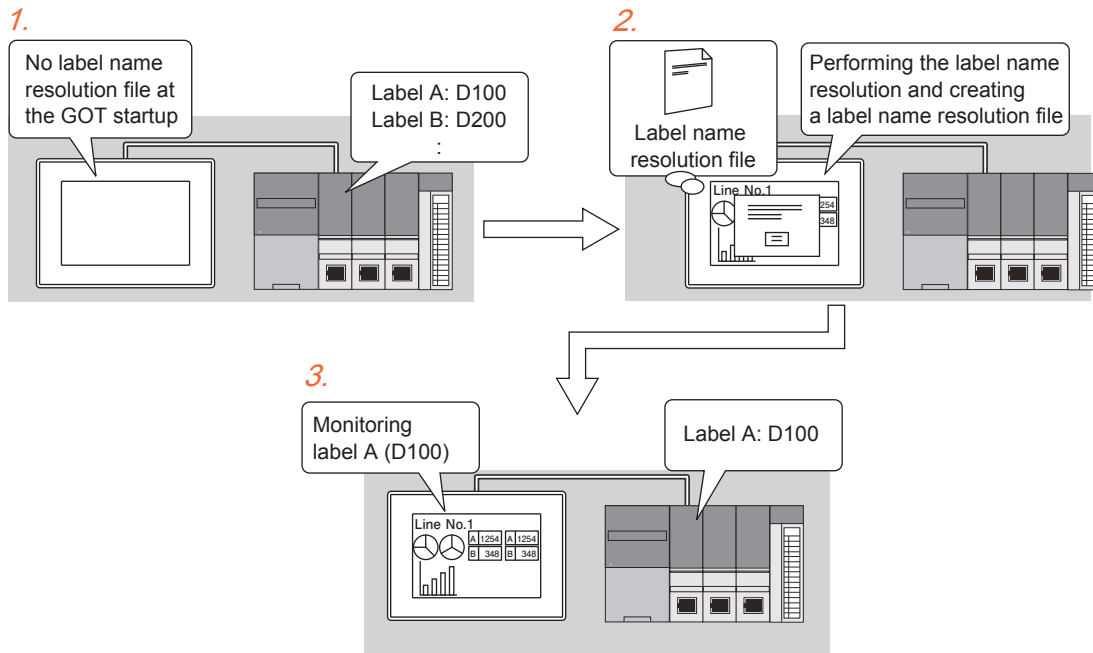 1.
No label name
resolution file at
the GOT startup
Label A: D100
Label B: D200
:
2.
Label name
resolution file
Performing the label name
resolution and creating
a label name resolution file
Line No.1
254
348
3.
Monitoring
label A (D100)
Label A: D100
Line No.1
A 1254 A 1254
B 348 B 348